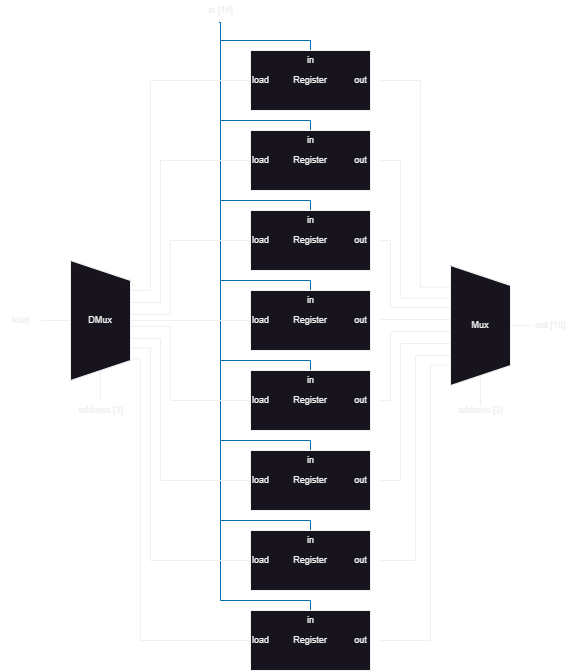 in [16]
in
load Register out
in
load Register out
in
load Register out
in
load Register out
load
DMux
Mux
out [16]
in
load Register out
address [3]
address [3]
in
load Register out
in
load Register out
in
load Register out